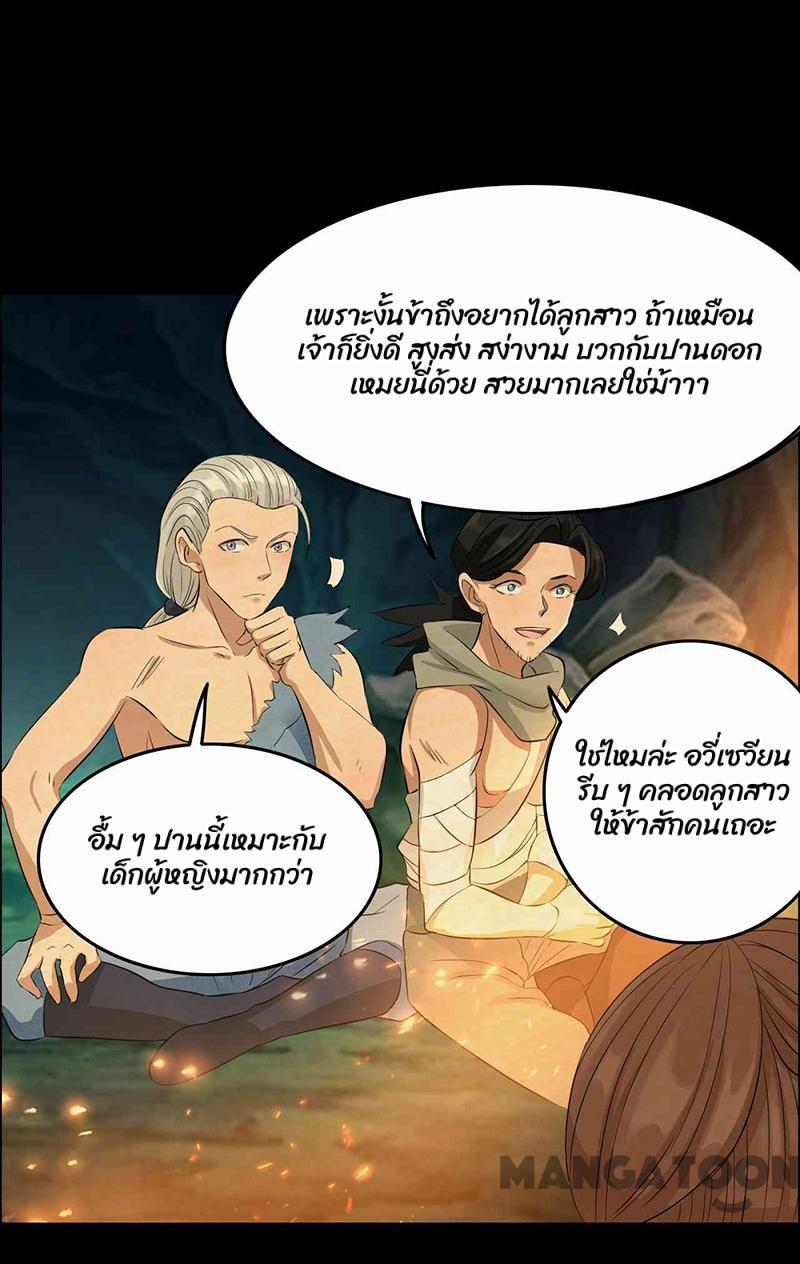 เพราะงั้นข้าถึงอยากได้ลูกสาว ถ้าเหมือน
เจ้าก็ยิ่งดี สูงส่ง สง่างาม บวกกับปานดอก
เหมยนี่ด้วย สวยมากเลยใช่ม้าาา
ใช่ไหมล่ะ อวี่เซวียน
รีบ ๆ คลอดลูกสาว
ให้ข้าสักคนเถอะ
อื้ม ๆ ปานนี้เหมาะกับ
เด็กผู้หญิงมากกว่า
MANGATOON